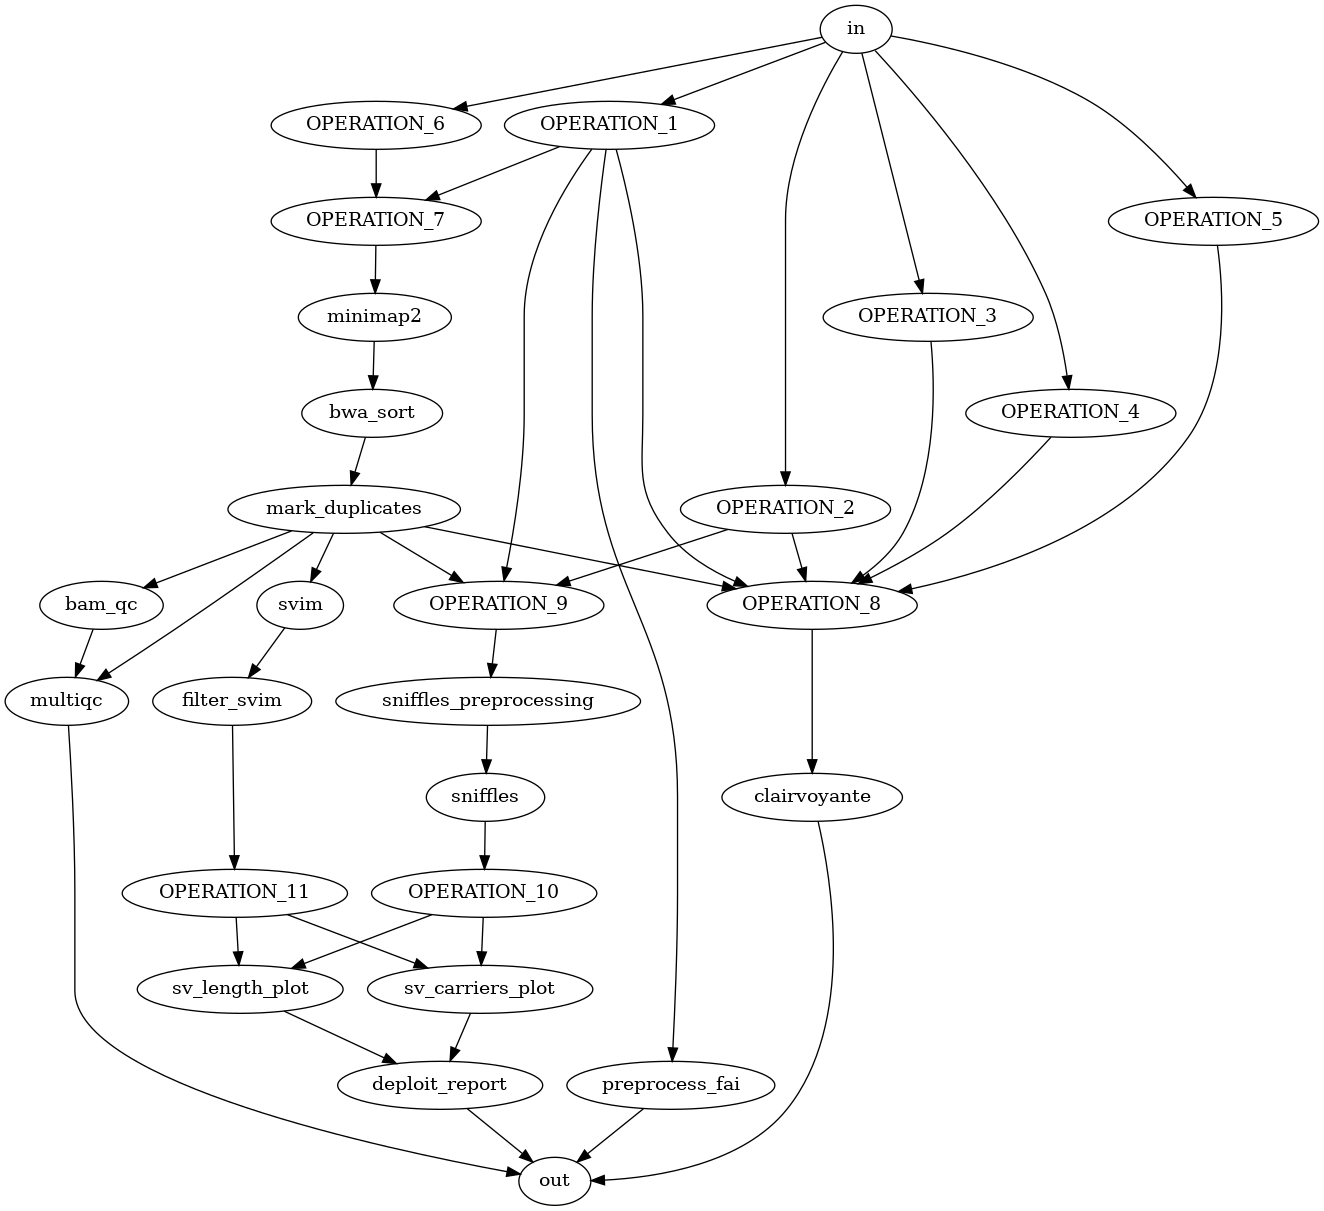 in
OPERATION_6
OPERATION_1
OPERATION_7
OPERATION_5
minimap2
OPERATION_3
bwa_sort
OPERATION_4
mark_duplicates
OPERATION_2
bam_qc
svim
OPERATION_9
OPERATION_8
multiqc
filter_svim
sniffles_preprocessing
sniffles
clairvoyante
OPERATION_11
OPERATION_10
sv_length_plot
sv_carriers_plot
deploit_report
preprocess_fai
out